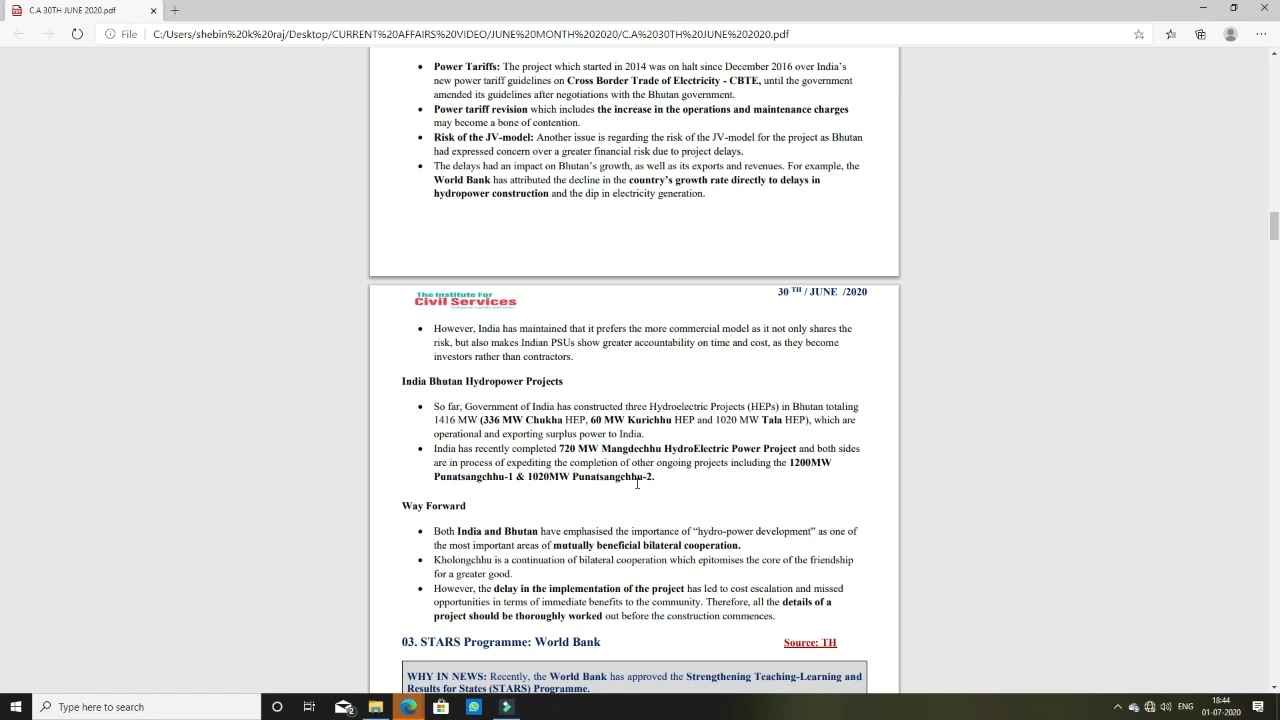 C.A 30TH JUNE 2020.pdf
File
C:/Users/shebin%20k%20raj/Desktop/CURRENT%20AFFAIRS%20VIDEO/JUNE%20MONTH%202020/C.A%2030TH%20JUNE%202020.pdf
• Power Tariffs: The project which started in 2014 was on halt since December 2016 over India's
new power tariff guidelines on Cross Border Trade of Electricity - CBTE, until the government
amended its guidelines after negotiations with the Bhutan government.
• Power tariff revision which includes the increase in the operations and maintenance charges
may become a bone of contention.
• Risk of the JV-model: Another issue is regarding the risk of the JV-model for the project as Bhutan
had expressed concern over a greater financial risk due to project delays.
• The delays had an impact on Bhutan's growth, as well as its exports and revenues. For example, the
World Bank has attributed the decline in the country's growth rate directly to delays in
hydropower construction and the dip in electricity generation.
The Institute For
Civil Services
30 TH / JUNE /2020
• However, India has maintained that it prefers the more commercial model as it not only shares the
risk, but also makes Indian PSUs show greater accountability on time and cost, as they become
investors rather than contractors.
India Bhutan Hydropower Projects
• So far, Government of India has constructed three Hydroelectric Projects (HEPs) in Bhutan totaling
1416 MW (336 MW Chukha HEP, 60 MW Kurichhu HEP and 1020 MW Tala HEP), which are
operational and exporting surplus power to India.
• India has recently completed 720 MW Mangdechhu HydroElectric Power Project and both sides
are in process of expediting the completion of other ongoing projects including the 1200MW
Punatsangchhu-1 & 1020MW Punatsangchhu-2.
Way Forward
• Both India and Bhutan have emphasised the importance of “hydro-power development” as one of
the most important areas of mutually beneficial bilateral cooperation.
• Kholongchhu is a continuation of bilateral cooperation which epitomises the core of the friendship
for a greater good.
• However, the delay in the implementation of the project has led to cost escalation and missed
opportunities in terms of immediate benefits to the community. Therefore, all the details of a
project should be thoroughly worked out before the construction commences.
03. STARS Programme: World Bank
Source: TH
WHY IN NEWS: Recently, the World Bank has approved the Strengthening Teaching-Learning and
Results for States (STARS) Programme.
Type here to search
ENG
18:44
01-07-2020